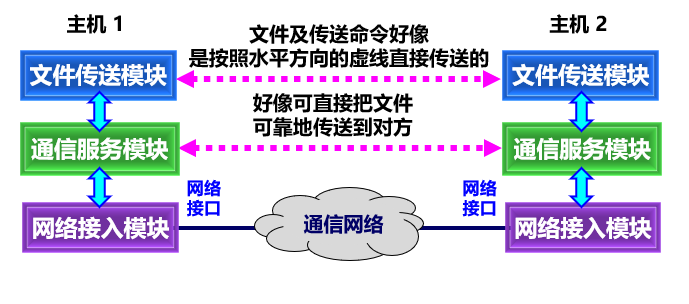 主机 1
文件及传送命令好像
是按照水平方向的虚线直接传送的
主机 2
文件传送模块
文件传送模块
好像可直接把文件
可靠地传送到对方
通信服务模块
通信服务模块
网络
接口
网络
接口
网络接入模块
通信网络
网络接入模块